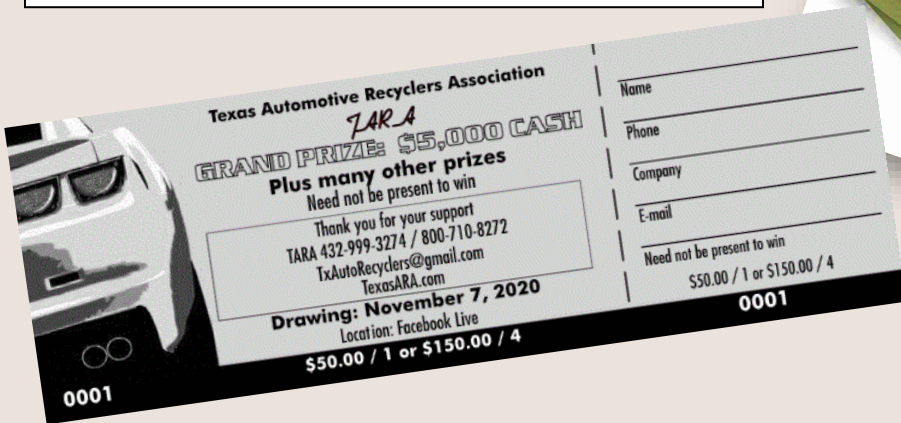 Texas Automotive Recyclers Association
TARA
GRAND PRIZE: $5,000 CASH
Plus many other prizes
Need not be present to win
Thank you for your support
TARA 432-999-3274 / 800-710-8272
TxAutoRecyclers@gmail.com
TexasARA.com
Drawing: November 7, 2020
Location: Facebook Live
$50.00 / 1 or $150.00 / 4
0001
Name
Phone
Company
E-mail
Need not be present to win
$50.00 / 1 or $150.00 / 4
0001